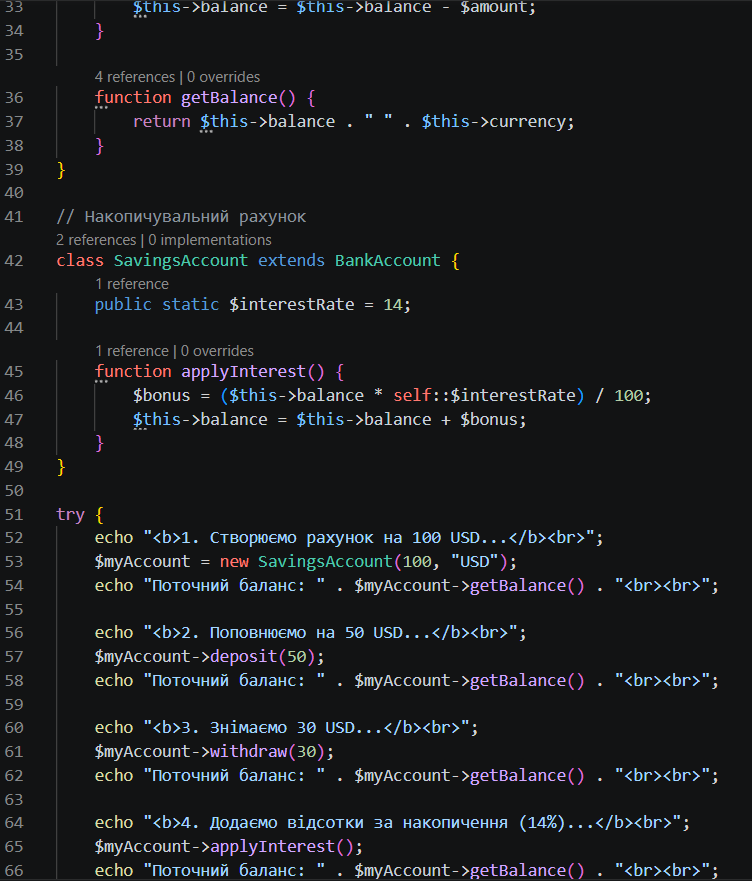 33 $this->balance = $this->balance - $amount;
34 }
35
4 references | 0 overrides
36 function getBalance() {
37 return $this->balance . " " . $this->currency;
38 }
39 }
40
41 // Накопичувальний рахунок
2 references | 0 implementations
42 class SavingsAccount extends BankAccount {
1 reference
43 public static $interestRate = 14;
44
1 reference | 0 overrides
45 function applyInterest() {
46 $bonus = ($this->balance * self::$interestRate) / 100;
47 $this->balance = $this->balance + $bonus;
48 }
49 }
50
51 try {
52 echo "<b>1. Створюємо рахунок на 100 USD...</b><br>";
53 $myAccount = new SavingsAccount(100, "USD");
54 echo "Поточний баланс: " . $myAccount->getBalance() . "<br><br>";
55
56 echo "<b>2. Поповнюємо на 50 USD...</b><br>";
57 $myAccount->deposit(50);
58 echo "Поточний баланс: " . $myAccount->getBalance() . "<br><br>";
59
60 echo "<b>3. Знімаємо 30 USD...</b><br>";
61 $myAccount->withdraw(30);
62 echo "Поточний баланс: " . $myAccount->getBalance() . "<br><br>";
63
64 echo "<b>4. Додаємо відсотки за накопичення (14%)...</b><br>";
65 $myAccount->applyInterest();
66 echo "Поточний баланс: " . $myAccount->getBalance() . "<br><br>";